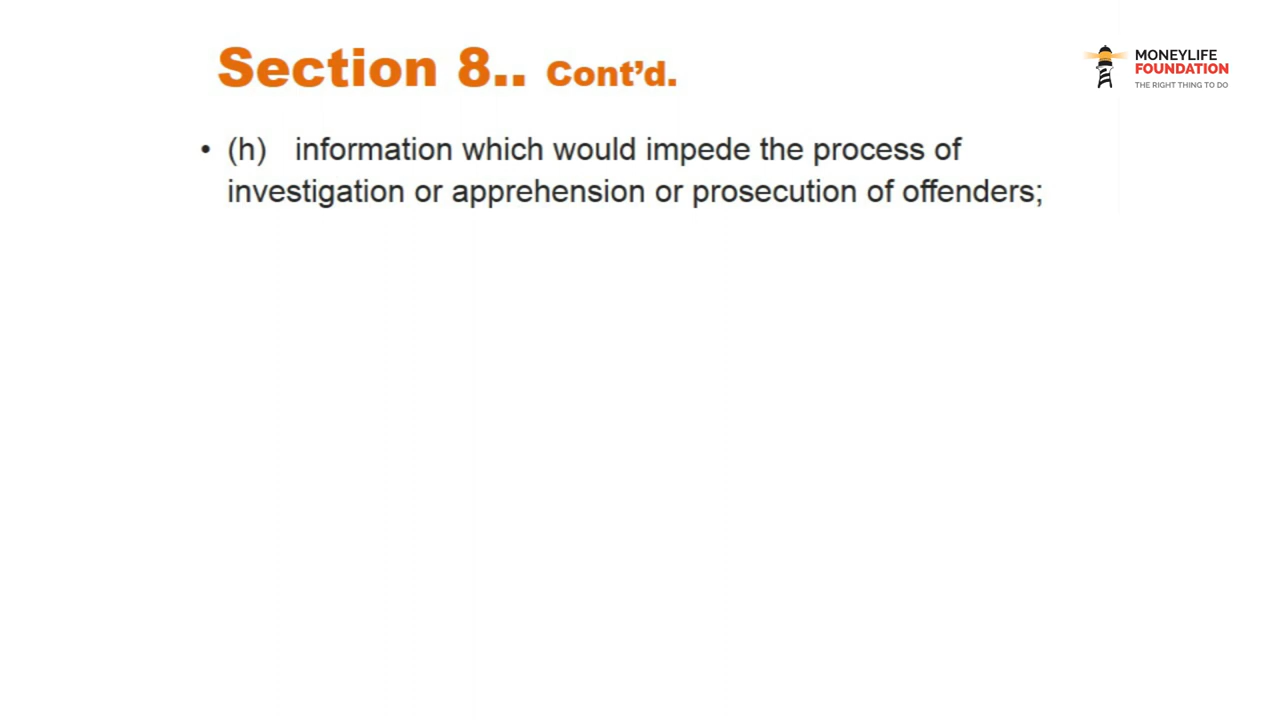 Section 8.. Cont’d.
MONEYLIFE
FOUNDATION
THE RIGHT THING TO DO
• (h) information which would impede the process of
investigation or apprehension or prosecution of offenders;